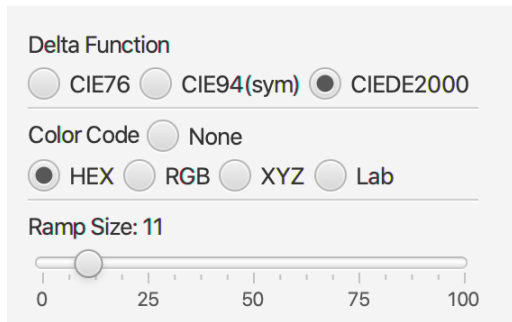 Delta Function
CIE76 CIE94(sym) CIEDE2000
Color Code None
HEX RGB XYZ Lab
Ramp Size: 11
0 25 50 75 100